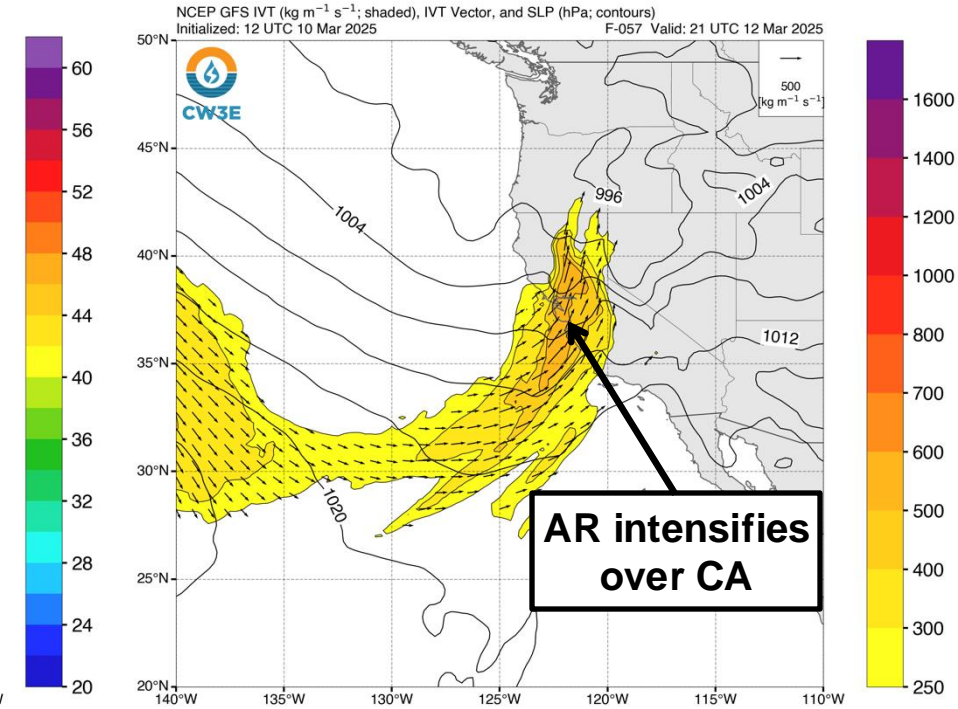 NCEP GFS IVT (kg m⁻¹ s⁻¹; shaded), IVT Vector, and SLP (hPa; contours)
Initialized: 12 UTC 10 Mar 2025 F-057 Valid: 21 UTC 12 Mar 2025
60
56
52
48
44
40
36
32
28
24
20
50°N
45°N
40°N
35°N
30°N
25°N
20°N
CW3E
500
[kg m⁻¹ s⁻¹]
996
1004
1004
1012
1020
AR intensifies
over CA
140°W 135°W 130°W 125°W 120°W 115°W 110°W
1600
1400
1200
1000
800
700
600
500
400
300
250